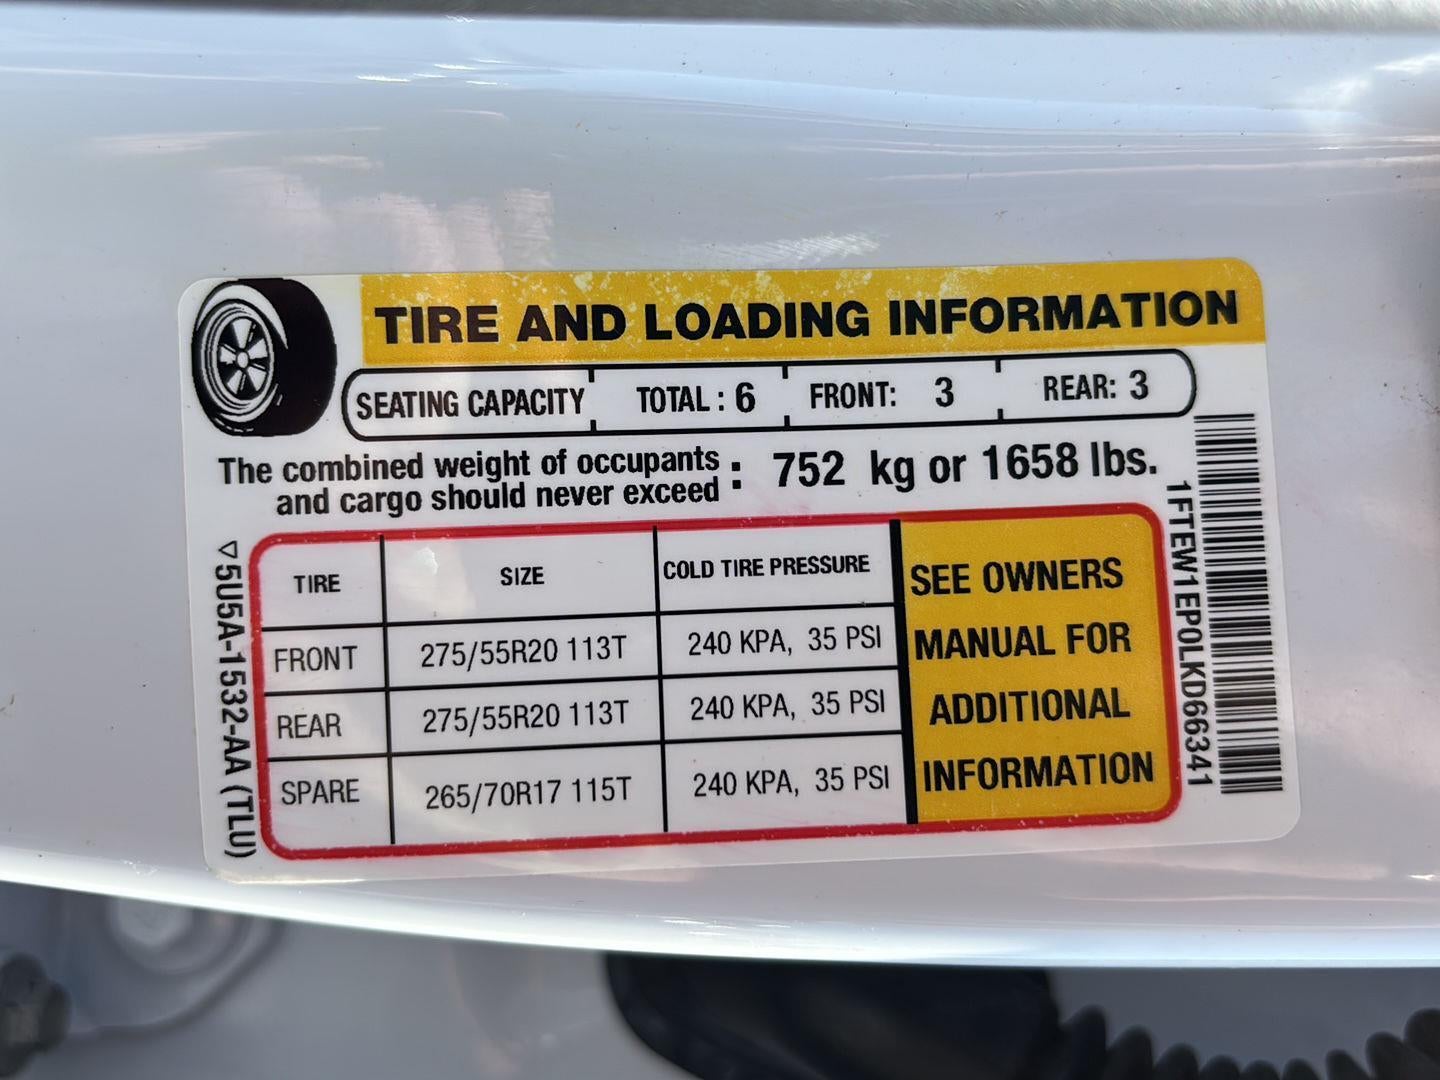 TIRE AND LOADING INFORMATION
SEATING CAPACITY TOTAL : 6 FRONT: 3 REAR: 3
The combined weight of occupants
and cargo should never exceed : 752 kg or 1658 lbs.
TIRE SIZE COLD TIRE PRESSURE
FRONT 275/55R20 113T 240 KPA, 35 PSI
REAR 275/55R20 113T 240 KPA, 35 PSI
SPARE 265/70R17 115T 240 KPA, 35 PSI
SEE OWNERS
MANUAL FOR
ADDITIONAL
INFORMATION
▽5U5A-1532-AA (TLU)
1FTEW1EP0LKD66341